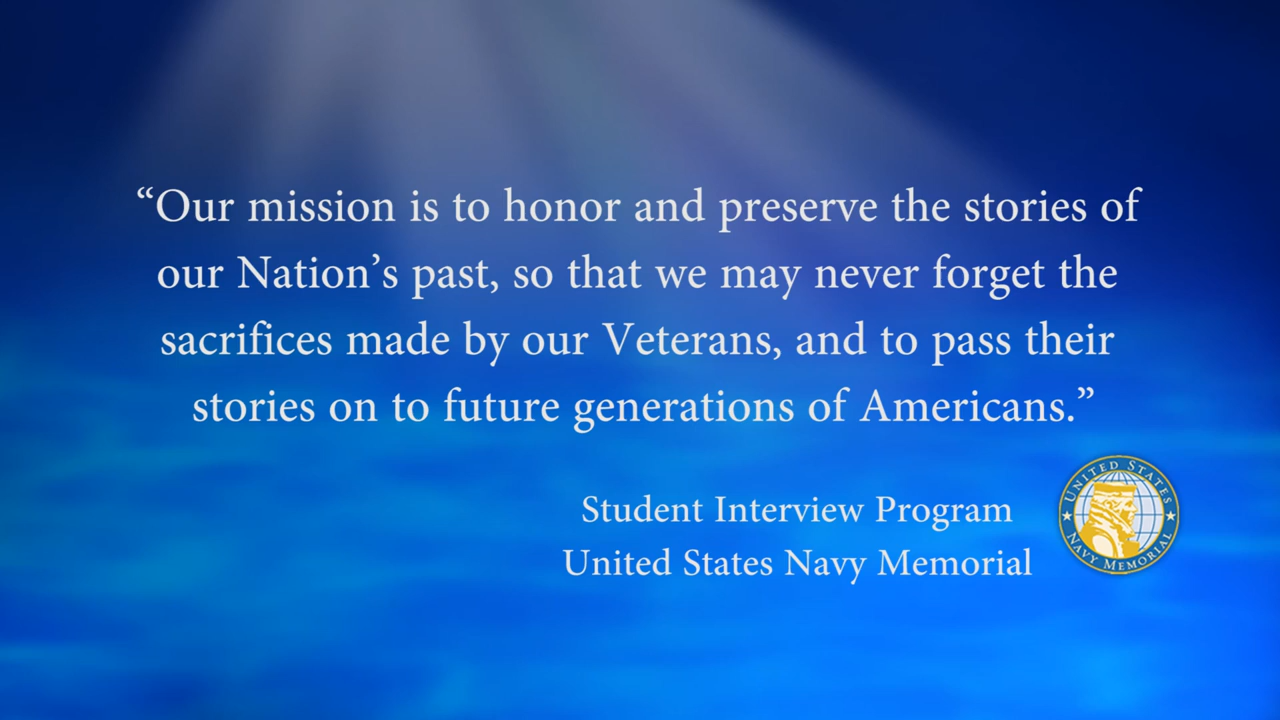 “Our mission is to honor and preserve the stories of
our Nation’s past, so that we may never forget the
sacrifices made by our Veterans, and to pass their
stories on to future generations of Americans.”
Student Interview Program
United States Navy Memorial
UNITED STATES
NAVY MEMORIAL